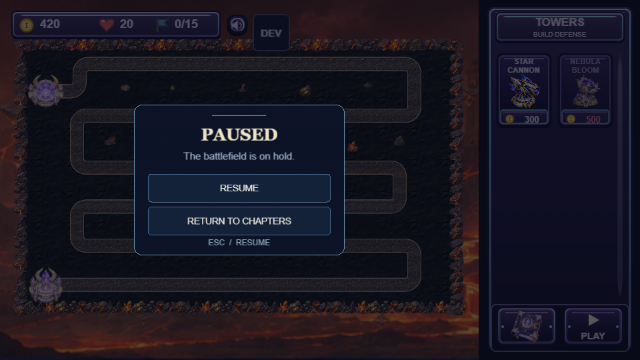 420
20
0/15
DEV
TOWERS
BUILD DEFENSE
STAR
CANNON
300
NEBULA
BLOOM
500
PAUSED
The battlefield is on hold.
RESUME
RETURN TO CHAPTERS
ESC / RESUME
PLAY